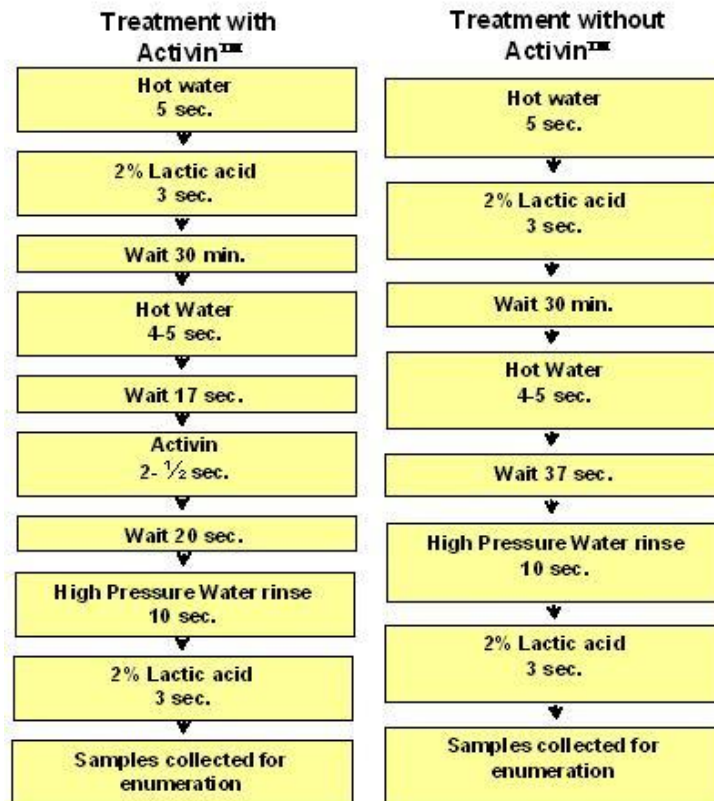 Treatment with
Activin™
Hot water
5 sec.
2% Lactic acid
3 sec.
Wait 30 min.
Hot Water
4-5 sec.
Wait 17 sec.
Activin
2- ½ sec.
Wait 20 sec.
High Pressure Water rinse
10 sec.
2% Lactic acid
3 sec.
Samples collected for
enumeration
Treatment without
Activin™
Hot water
5 sec.
2% Lactic acid
3 sec.
Wait 30 min.
Hot Water
4-5 sec.
Wait 37 sec.
High Pressure Water rinse
10 sec.
2% Lactic acid
3 sec.
Samples collected for
enumeration